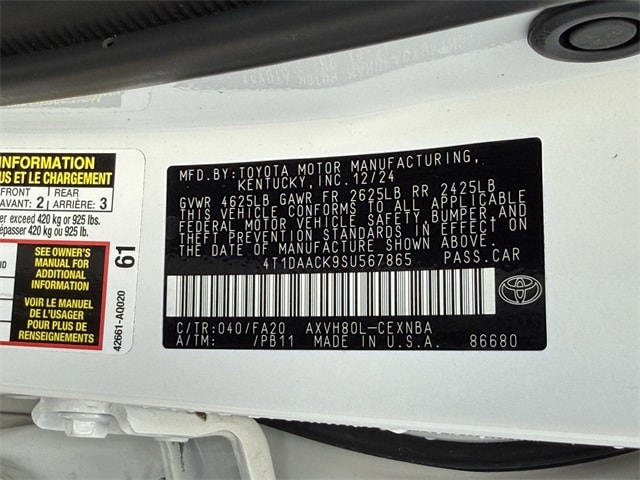 INFORMATION
US ET LE CHARGEMENT
FRONT
AVANT: 2
REAR
ARRIÈRE: 3
er exceed 420 kg or 925 lbs.
épasser 420 kg ou 925 lb.
SEE OWNER'S
MANUAL FOR
ADDITIONAL
INFORMATION
VOIR LE MANUEL
DE L'USAGER
POUR PLUS DE
RENSEIGNEMENTS
61
42661-AQ020
MFD.BY:TOYOTA MOTOR MANUFACTURING,
KENTUCKY,INC.12/24
GVWR 4625LB GAWR FR 2625LB RR 2425LB
THIS VEHICLE CONFORMS TO ALL APPLICABLE
FEDERAL MOTOR VEHICLE SAFETY,BUMPER,AND
THEFT PREVENTION STANDARDS IN EFFECT ON
THE DATE OF MANUFACTURE SHOWN ABOVE.
4T1DAACK9SU567865 PASS.CAR
C/TR:040/FA20 AXVH80L-CEXNBA
A/TM: /PB11 MADE IN U.S.A. 86680